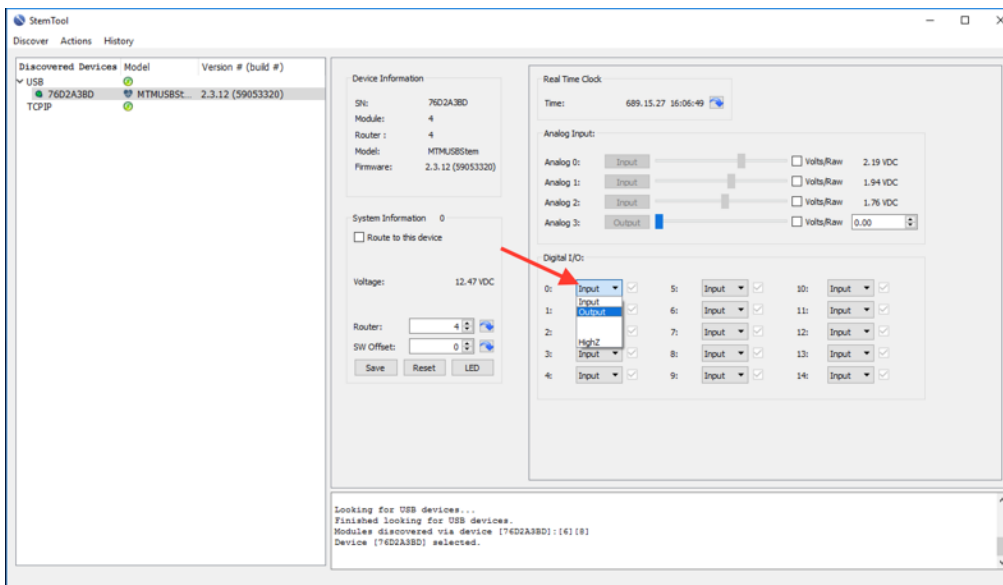 StemTool
Discover Actions History
Discovered Devices Model Version # (build #)
USB
76D2A3BD MTMUSBSt... 2.3.12 (59053320)
TCPIP
Device Information
SN: 76D2A3BD
Module: 4
Router : 4
Model: MTMUSBStem
Firmware: 2.3.12 (59053320)
System Information 0
Route to this device
Voltage: 12.47 VDC
Router: 4
SW Offset: 0
Save Reset LED
Real Time Clock
Time: 689.15.27 16:06:49
Analog Input:
Analog 0: Input Volts/Raw 2.19 VDC
Analog 1: Input Volts/Raw 1.94 VDC
Analog 2: Input Volts/Raw 1.76 VDC
Analog 3: Output Volts/Raw 0.00
Digital I/O:
0: Input 5: Input 10: Input
Input
1: Output 6: Input 11: Input
2: 7: Input 12: Input
HighZ
3: Input 8: Input 13: Input
4: Input 9: Input 14: Input
Looking for USB devices...
Finished looking for USB devices.
Modules discovered via device [76D2A3BD]:[6][8]
Device [76D2A3BD] selected.